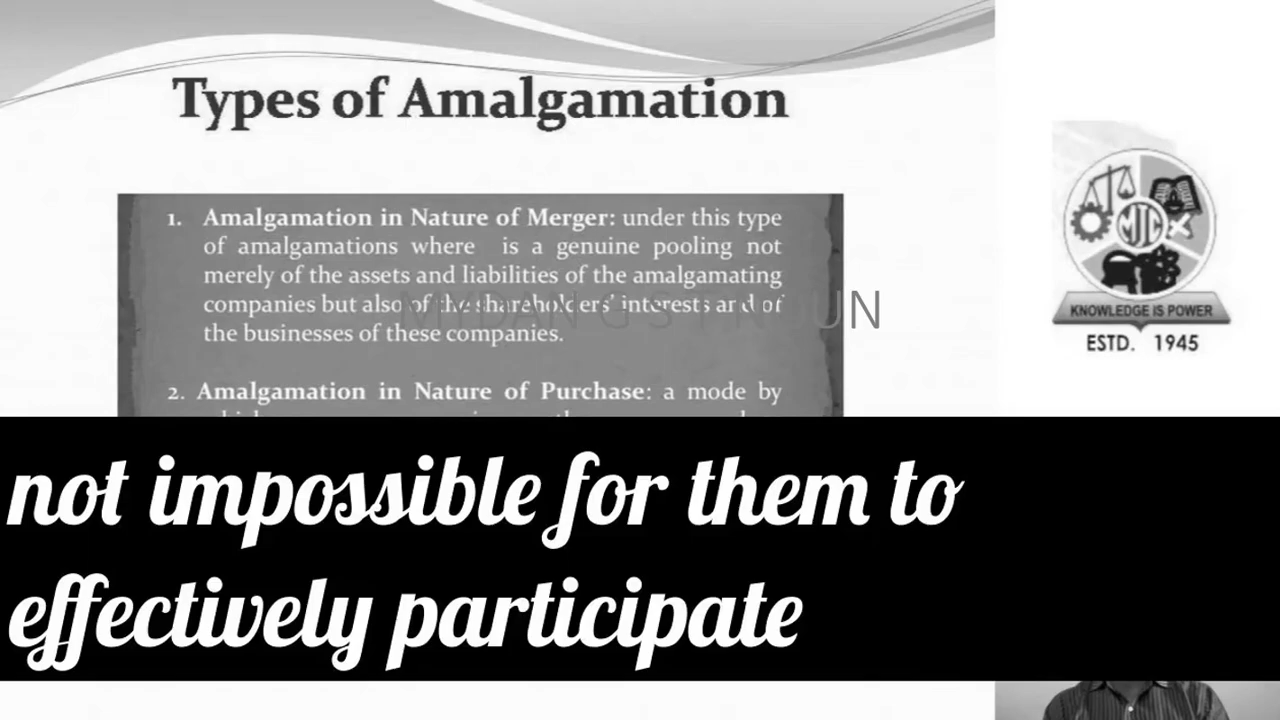 Types of Amalgamation
1. Amalgamation in Nature of Merger: under this type
of amalgamations where is a genuine pooling not
merely of the assets and liabilities of the amalgamating
companies but also of the shareholders' interests and of
the businesses of these companies.
2. Amalgamation in Nature of Purchase: a mode by
not impossible for them to
effectively participate
MJC
KNOWLEDGE IS POWER
ESTD. 1945